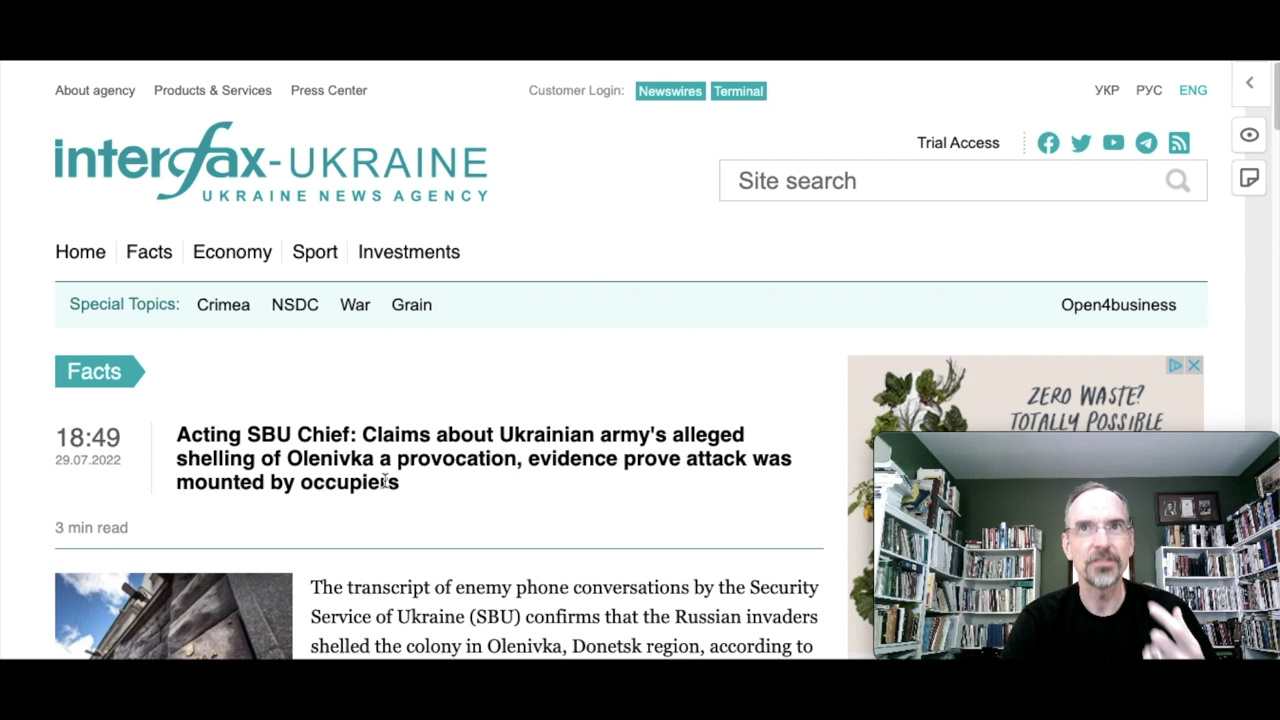 About agency Products & Services Press Center Customer Login: Newswires Terminal УКР РУС ENG
interfax-UKRAINE
UKRAINE NEWS AGENCY
Trial Access
Site search
Home Facts Economy Sport Investments
Special Topics: Crimea NSDC War Grain Open4business
Facts
18:49
29.07.2022
Acting SBU Chief: Claims about Ukrainian army's alleged
shelling of Olenivka a provocation, evidence prove attack was
mounted by occupiers
3 min read
The transcript of enemy phone conversations by the Security
Service of Ukraine (SBU) confirms that the Russian invaders
shelled the colony in Olenivka, Donetsk region, according to
ZERO WASTE?
TOTALLY POSSIBLE